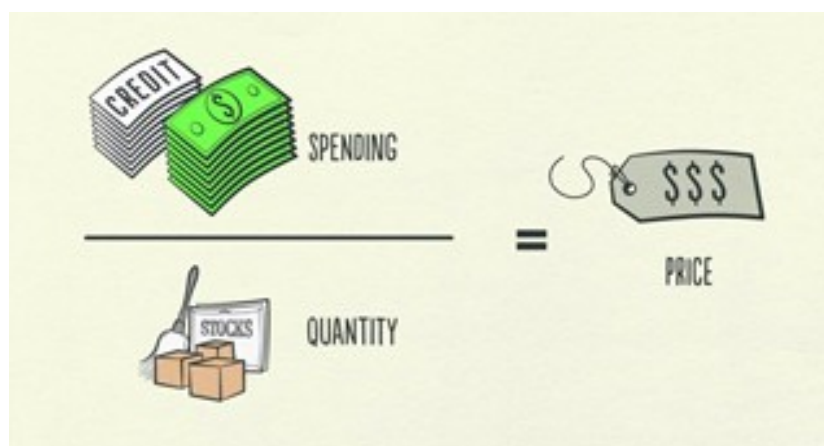 CREDIT
$
SPENDING
=
$$$
PRICE
STOCKS
QUANTITY